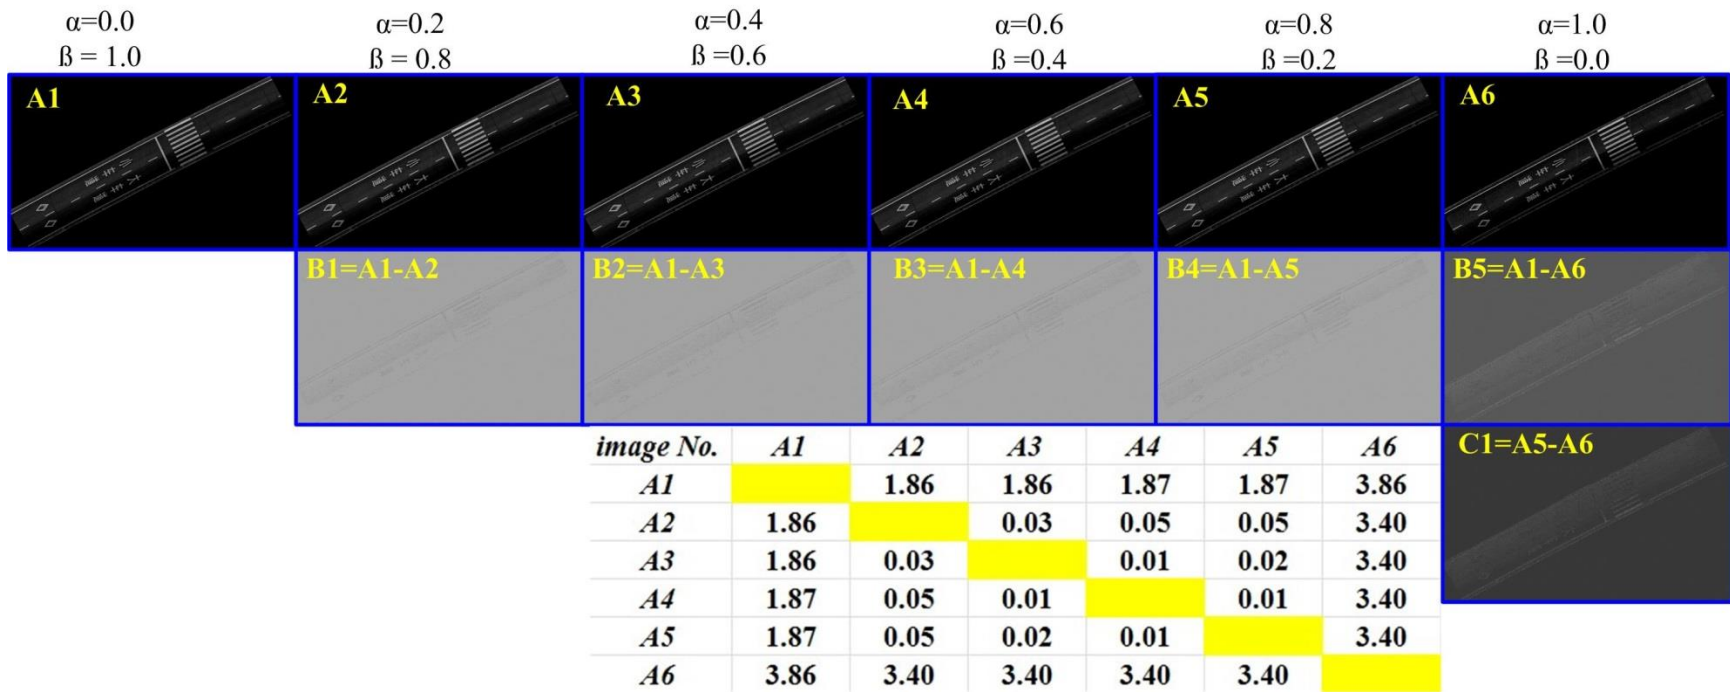 α=0.0 α=0.2 α=0.4 α=0.6 α=0.8 α=1.0
ß = 1.0 ß = 0.8 ß =0.6 ß =0.4 ß =0.2 ß =0.0
A1 A2 A3 A4 A5 A6
B1=A1-A2 B2=A1-A3 B3=A1-A4 B4=A1-A5 B5=A1-A6
C1=A5-A6
image No. A1 A2 A3 A4 A5 A6
A1 1.86 1.86 1.87 1.87 3.86
A2 1.86 0.03 0.05 0.05 3.40
A3 1.86 0.03 0.01 0.02 3.40
A4 1.87 0.05 0.01 0.01 3.40
A5 1.87 0.05 0.02 0.01 3.40
A6 3.86 3.40 3.40 3.40 3.40